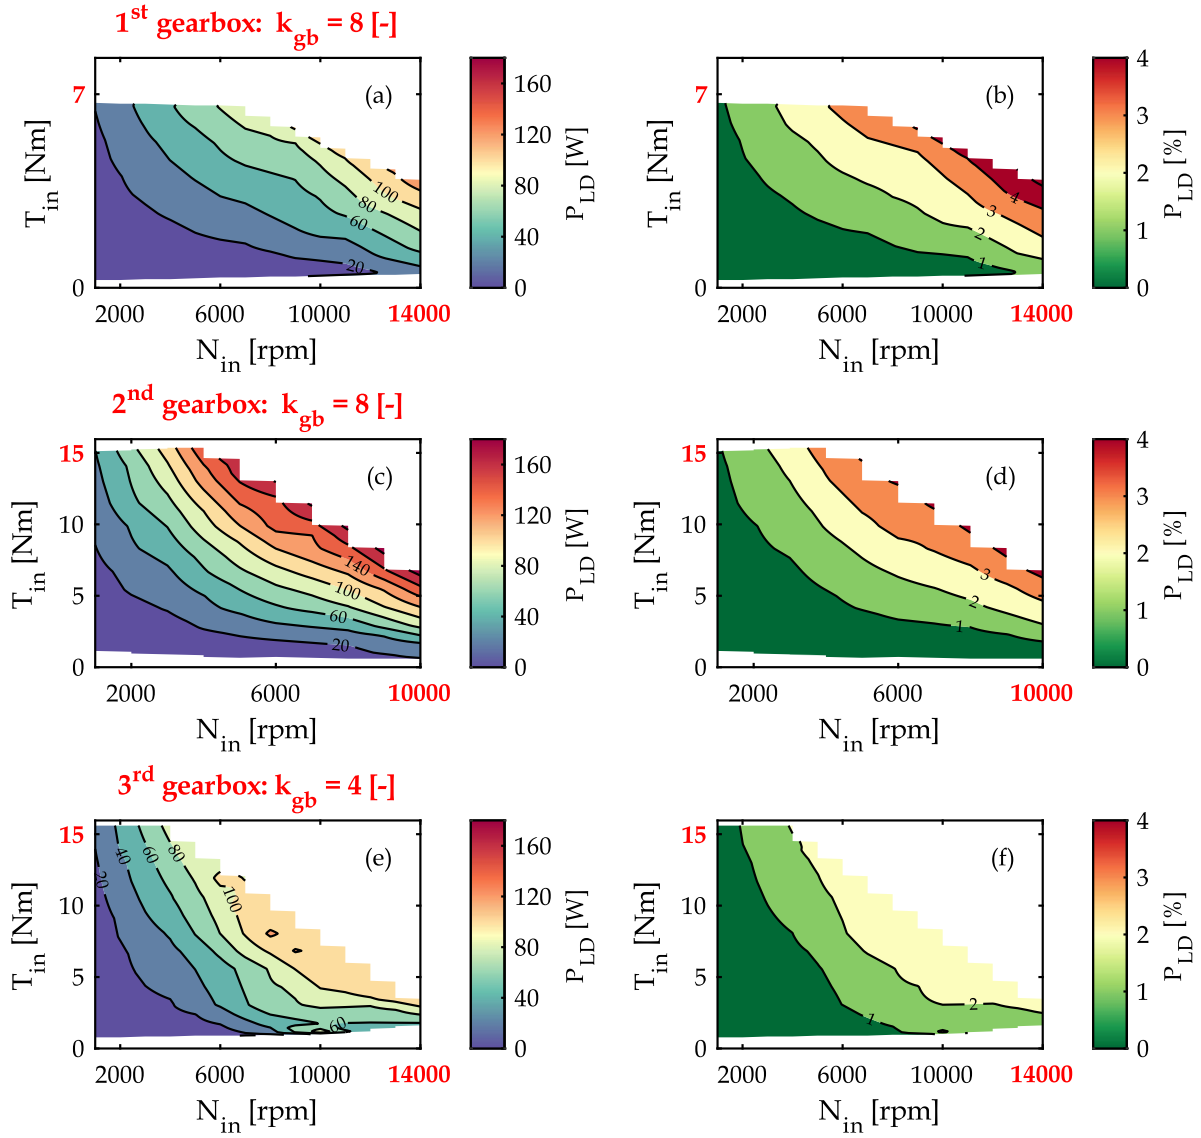 1st gearbox: kgb = 8 [-]
(a)
7
0
Tin [Nm]
2000 6000 10000 14000
Nin [rpm]
100
80
60
20
160
120
80
40
0
PLD [W]
(b)
7
0
Tin [Nm]
2000 6000 10000 14000
Nin [rpm]
4
3
2
1
4
3
2
1
0
PLD [%]
2nd gearbox: kgb = 8 [-]
(c)
15
10
5
0
Tin [Nm]
2000 6000 10000
Nin [rpm]
140
100
60
20
160
120
80
40
0
PLD [W]
(d)
15
10
5
0
Tin [Nm]
2000 6000 10000
Nin [rpm]
3
2
1
4
3
2
1
0
PLD [%]
3rd gearbox: kgb = 4 [-]
(e)
15
10
5
0
Tin [Nm]
2000 6000 10000 14000
Nin [rpm]
20
40
60
80
100
60
160
120
80
40
0
PLD [W]
(f)
15
10
5
0
Tin [Nm]
2000 6000 10000 14000
Nin [rpm]
2
1
4
3
2
1
0
PLD [%]